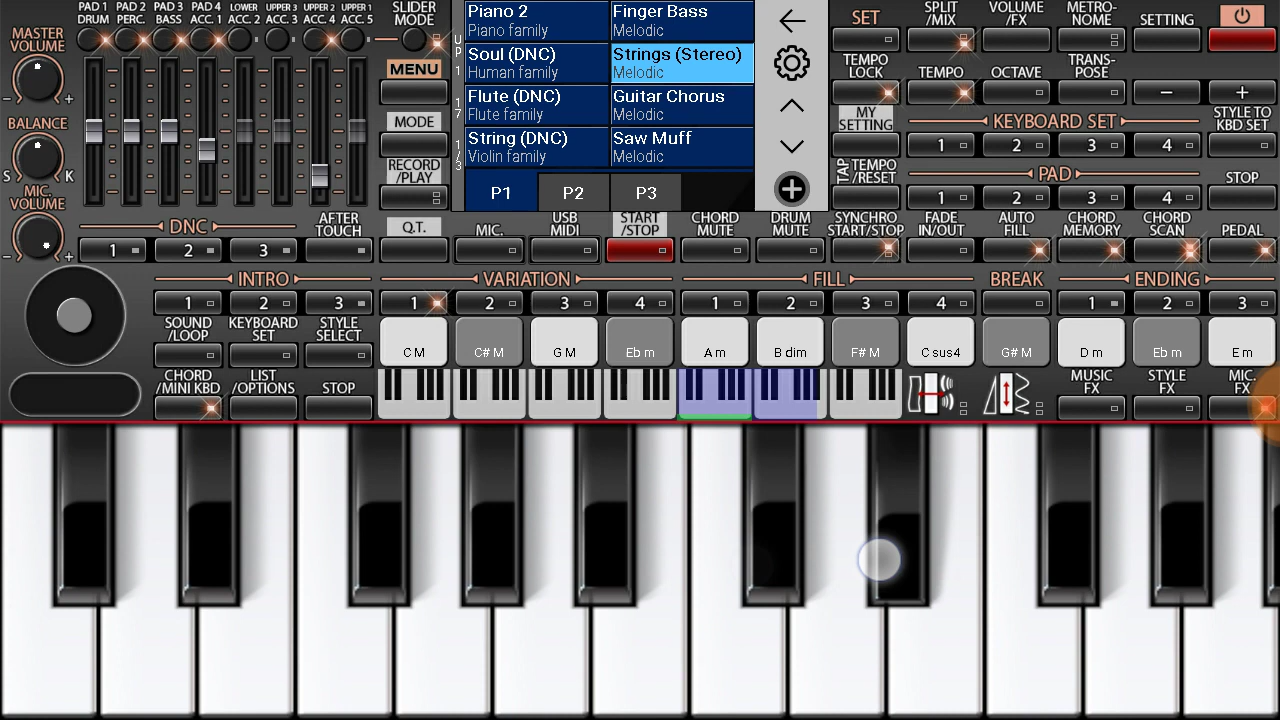 PAD 1 PAD 2 PAD 3 PAD 4 LOWER UPPER 3 UPPER 2 UPPER 1
DRUM PERC. BASS ACC. 1 ACC. 2 ACC. 3 ACC. 4 ACC. 5
SLIDER
MODE
MASTER
VOLUME
BALANCE
S K
MIC.
VOLUME
MENU
MODE
RECORD
/PLAY
UP 1
17
1/3
Piano 2
Piano family
Finger Bass
Melodic
Soul (DNC)
Human family
Strings (Stereo)
Melodic
Flute (DNC)
Flute family
Guitar Chorus
Melodic
String (DNC)
Violin family
Saw Muff
Melodic
P1 P2 P3
SET
SPLIT
/MIX
VOLUME
/FX
METRO-
NOME
SETTING
TEMPO
LOCK
TEMPO
OCTAVE
TRANS-
POSE
− +
MY
SETTING
KEYBOARD SET
STYLE TO
KBD SET
1 2 3 4
TAP TEMPO
/RESET
PAD
STOP
1 2 3 4
DNC
AFTER
TOUCH
Q.T.
MIC.
USB
MIDI
START
/STOP
CHORD
MUTE
DRUM
MUTE
SYNCHRO
START/STOP
FADE
IN/OUT
AUTO
FILL
CHORD
MEMORY
CHORD
SCAN
PEDAL
1 2 3
INTRO VARIATION FILL BREAK ENDING
1 2 3 1 2 3 4 1 2 3 4 1 2 3
SOUND
/LOOP
KEYBOARD
SET
STYLE
SELECT
C M C# M G M Eb m A m B dim F# M C sus4 G# M D m Eb m E m
CHORD
/MINI KBD
LIST
/OPTIONS
STOP
MUSIC
FX
STYLE
FX
MIC.
FX